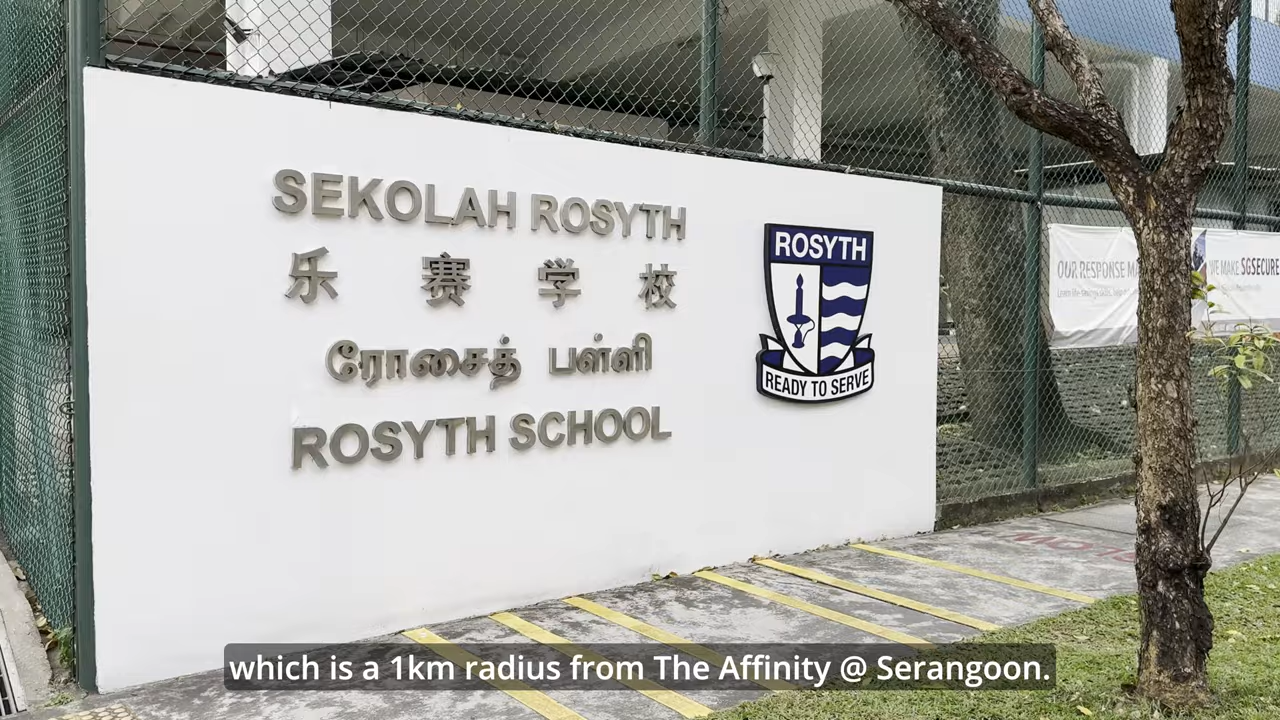 SEKOLAH ROSYTH
乐赛学校
ரோசைத் பள்ளி
ROSYTH SCHOOL
ROSYTH
READY TO SERVE
OUR RESPONSE
WE MAKE SGSECURE
SLOW
which is a 1km radius from The Affinity @ Serangoon.